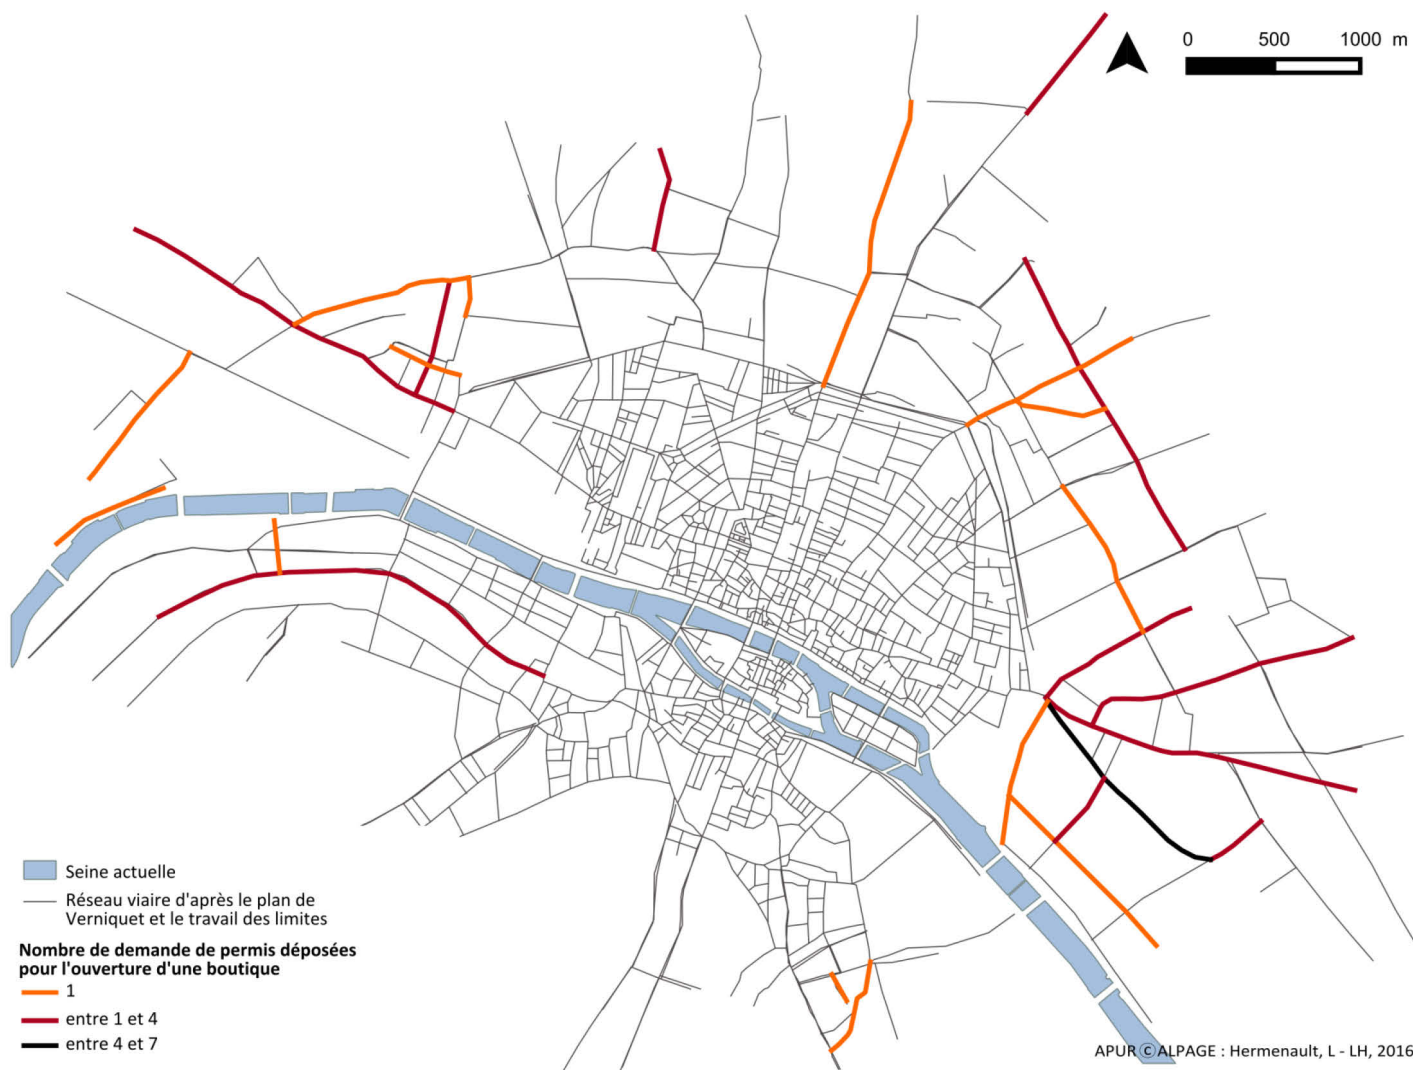 0 500 1000 m
Seine actuelle
Réseau viaire d'après le plan de
Verniquet et le travail des limites
Nombre de demande de permis déposées
pour l'ouverture d'une boutique
1
entre 1 et 4
entre 4 et 7
APUR © ALPAGE : Hermenault, L - LH, 2016